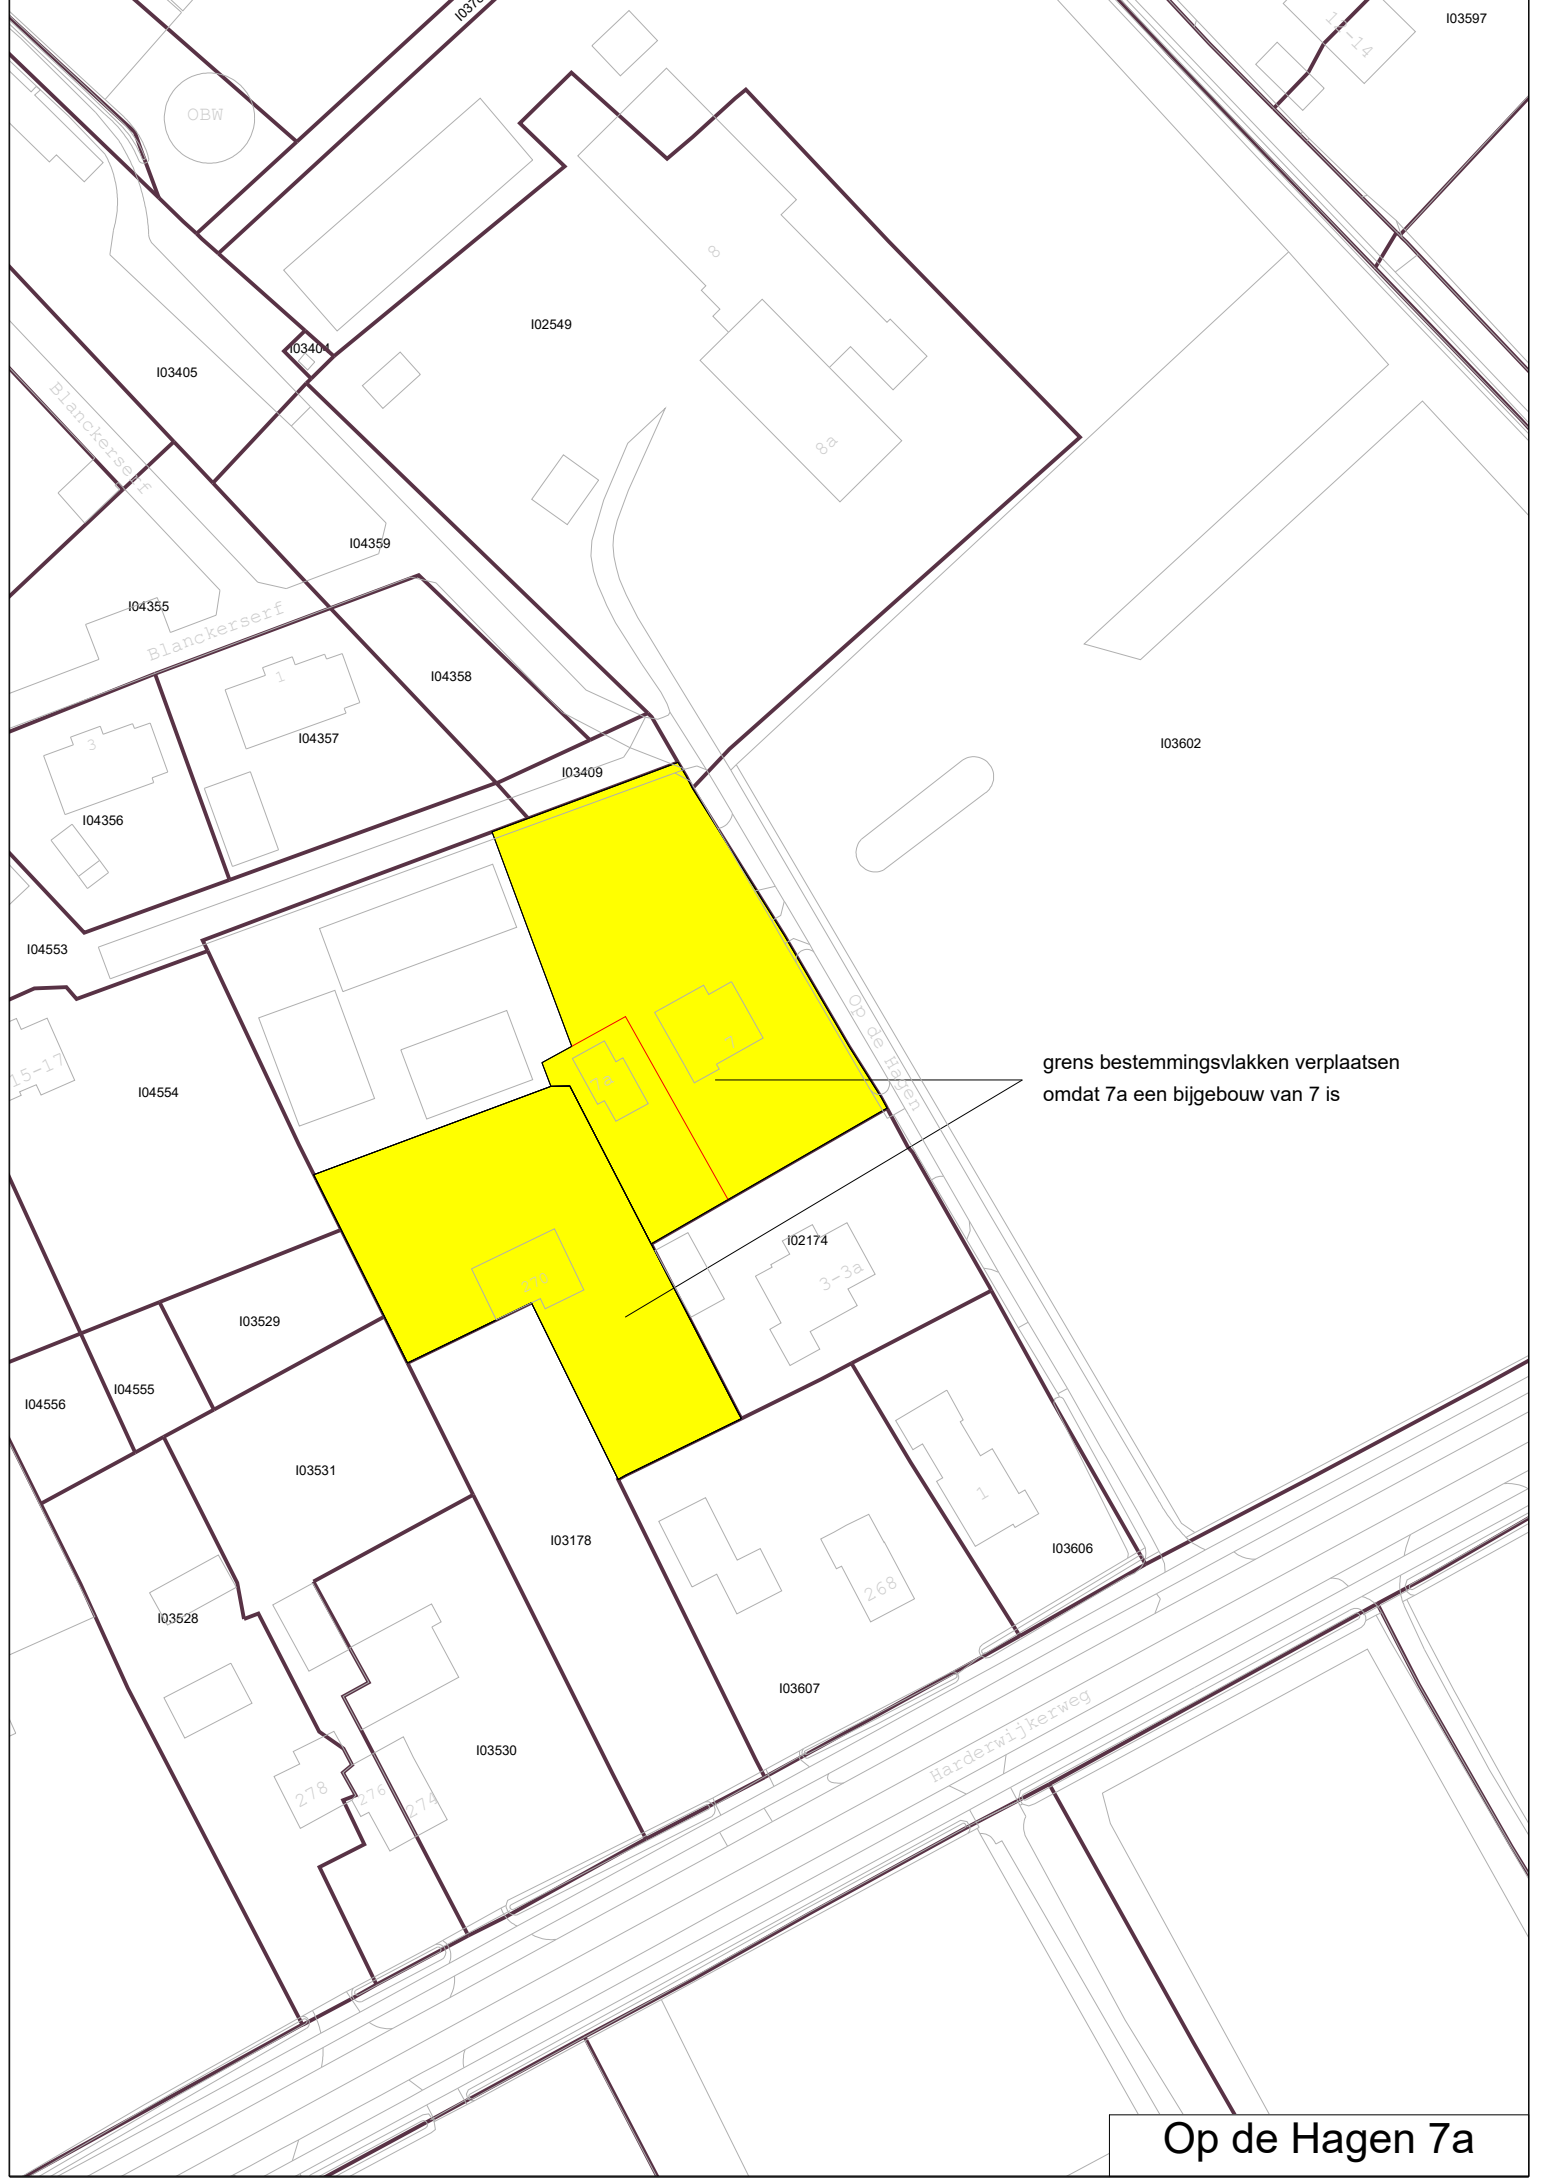 I03597
12-14
OBW
8
I02549
I03404
I03405
Blanckerserf
8a
I04359
I04355
Blanckerserf
1
I04358
I04357
3
I03602
I03409
I04356
I04553
Op de Hagen
7
grens bestemmingsvlakken verplaatsen
omdat 7a een bijgebouw van 7 is
15-17
7a
I04554
I02174
3-3a
270
I03529
I04555
I04556
I03531
1
I03178
I03606
268
I03528
I03607
Harderwijkerweg
I03530
278
276
274
Op de Hagen 7a